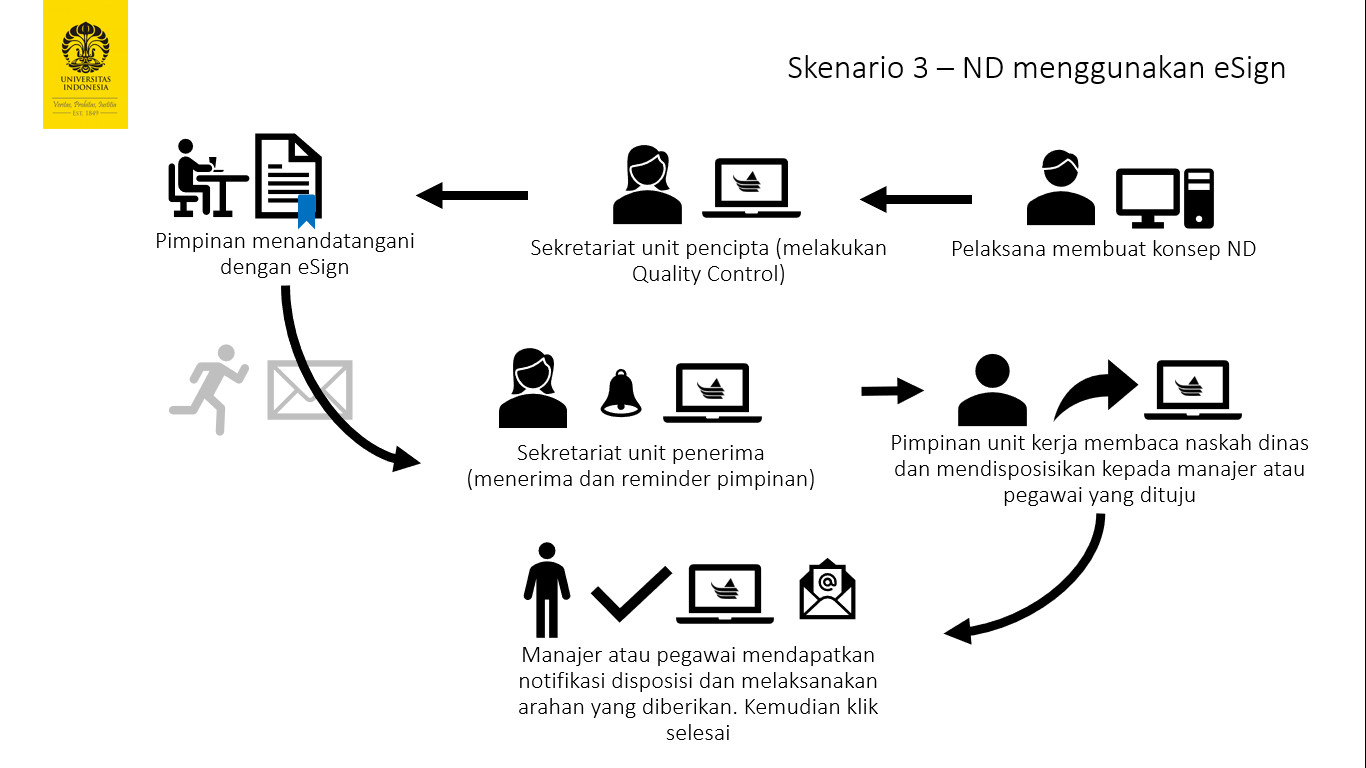 UNIVERSITAS
INDONESIA
Veritas, Probitas, Iustitia
EST. 1849
Skenario 3 – ND menggunakan eSign
Pimpinan menandatangani
dengan eSign
Sekretariat unit pencipta (melakukan
Quality Control)
Pelaksana membuat konsep ND
Sekretariat unit penerima
(menerima dan reminder pimpinan)
Pimpinan unit kerja membaca naskah dinas
dan mendisposisikan kepada manajer atau
pegawai yang dituju
@
Manajer atau pegawai mendapatkan
notifikasi disposisi dan melaksanakan
arahan yang diberikan. Kemudian klik
selesai